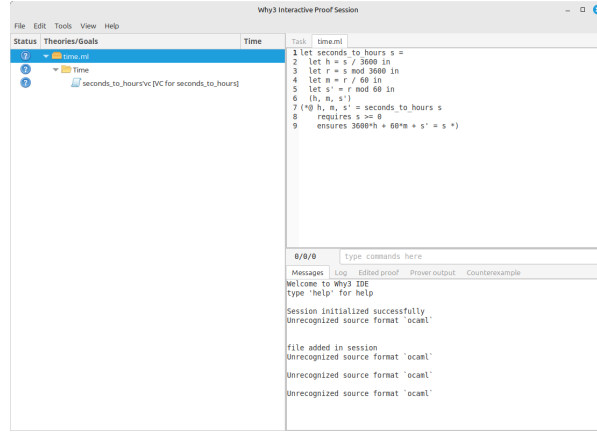 Why3 Interactive Proof Session
File Edit Tools View Help
Status Theories/Goals Time
time.ml
Time
seconds_to_hours'vc [VC for seconds_to_hours]
Task time.ml
1 let seconds_to_hours s =
2 let h = s / 3600 in
3 let r = s mod 3600 in
4 let m = r / 60 in
5 let s' = r mod 60 in
6 (h, m, s')
7 (*@ h, m, s' = seconds_to_hours s
8 requires s >= 0
9 ensures 3600*h + 60*m + s' = s *)
0/0/0 type commands here
Messages Log Edited proof Prover output Counterexample
Welcome to Why3 IDE
type 'help' for help
Session initialized successfully
Unrecognized source format `ocaml`
file added in session
Unrecognized source format `ocaml`
Unrecognized source format `ocaml`
Unrecognized source format `ocaml`